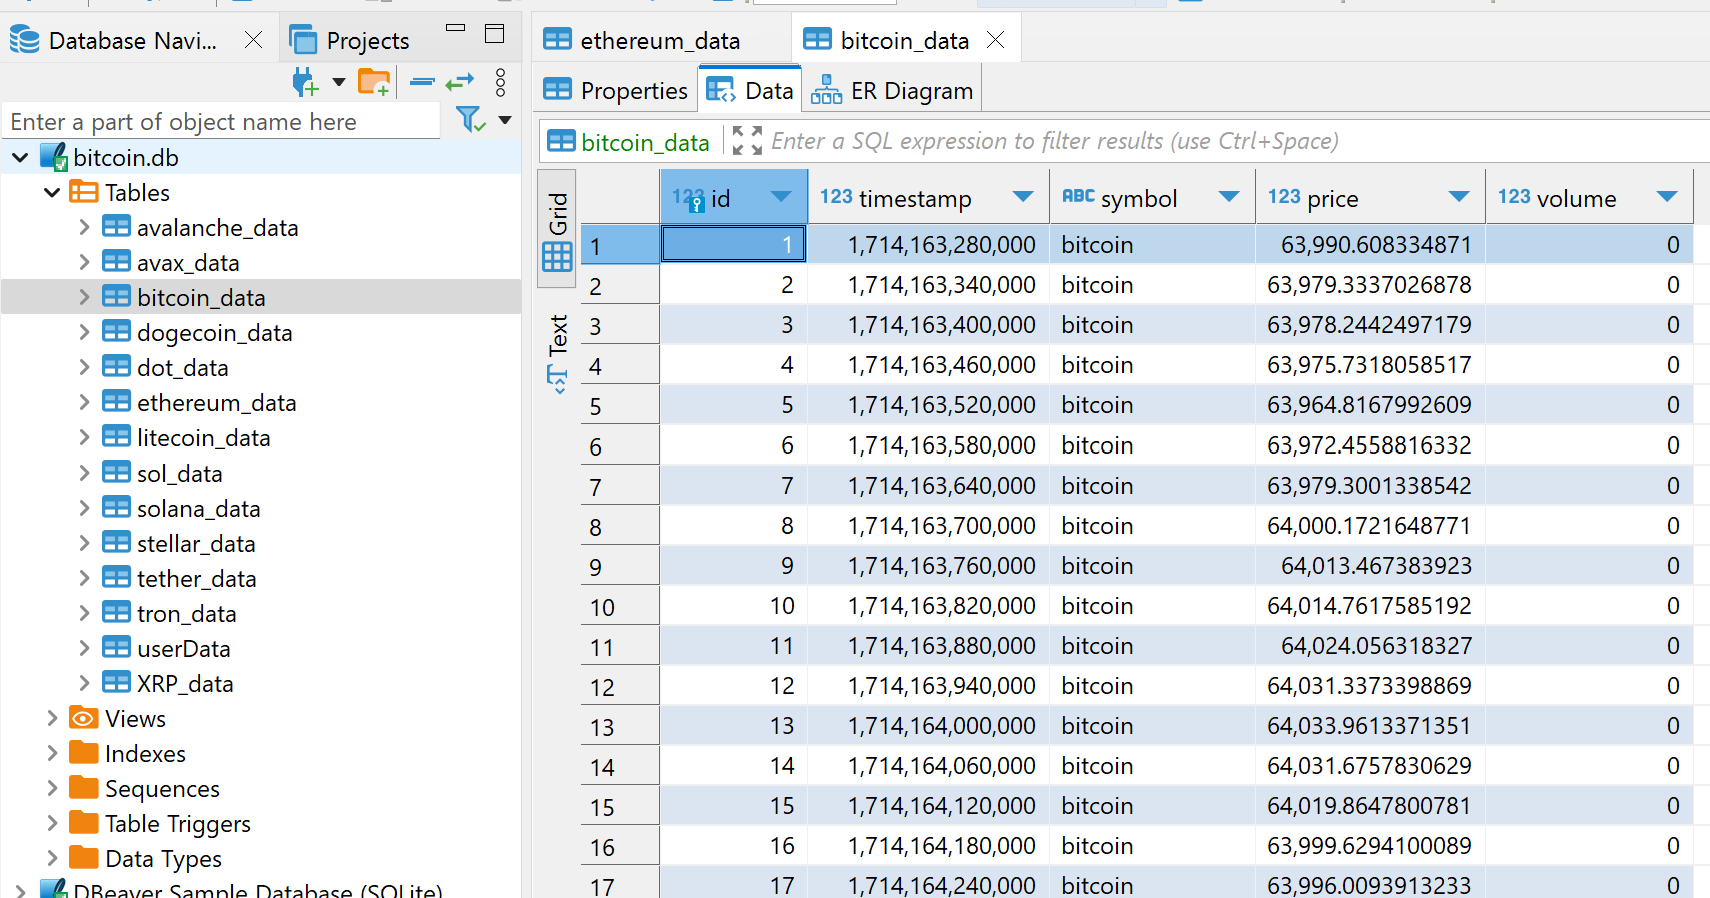 Database Navi...
Projects
Enter a part of object name here
bitcoin.db
Tables
avalanche_data
avax_data
bitcoin_data
dogecoin_data
dot_data
ethereum_data
litecoin_data
sol_data
solana_data
stellar_data
tether_data
tron_data
userData
XRP_data
Views
Indexes
Sequences
Table Triggers
Data Types
DBeaver Sample Database (SQLite)
ethereum_data bitcoin_data
Properties Data ER Diagram
bitcoin_data Enter a SQL expression to filter results (use Ctrl+Space)
Grid
Text
123 id 123 timestamp ABC symbol 123 price 123 volume
1 1 1,714,163,280,000 bitcoin 63,990.608334871 0
2 2 1,714,163,340,000 bitcoin 63,979.3337026878 0
3 3 1,714,163,400,000 bitcoin 63,978.2442497179 0
4 4 1,714,163,460,000 bitcoin 63,975.7318058517 0
5 5 1,714,163,520,000 bitcoin 63,964.8167992609 0
6 6 1,714,163,580,000 bitcoin 63,972.4558816332 0
7 7 1,714,163,640,000 bitcoin 63,979.3001338542 0
8 8 1,714,163,700,000 bitcoin 64,000.1721648771 0
9 9 1,714,163,760,000 bitcoin 64,013.467383923 0
10 10 1,714,163,820,000 bitcoin 64,014.7617585192 0
11 11 1,714,163,880,000 bitcoin 64,024.056318327 0
12 12 1,714,163,940,000 bitcoin 64,031.3373398869 0
13 13 1,714,164,000,000 bitcoin 64,033.9613371351 0
14 14 1,714,164,060,000 bitcoin 64,031.6757830629 0
15 15 1,714,164,120,000 bitcoin 64,019.8647800781 0
16 16 1,714,164,180,000 bitcoin 63,999.6294100089 0
17 17 1,714,164,240,000 bitcoin 63,996.0093913233 0